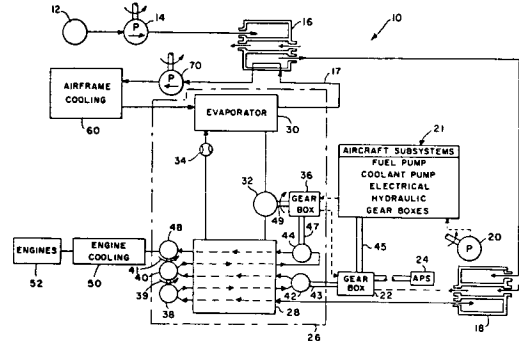 12
14
P
16
10
70
P
17
AIRFRAME
COOLING
60
EVAPORATOR
30
34
21
AIRCRAFT SUBSYSTEMS
FUEL PUMP
COOLANT PUMP
ELECTRICAL
HYDRAULIC
GEAR BOXES
36
32
49
GEAR
BOX
47
44
48
45
P
20
ENGINES
52
ENGINE
COOLING
50
41
40
39
38
42
43
GEAR
BOX
22
24
APS
28
26
18